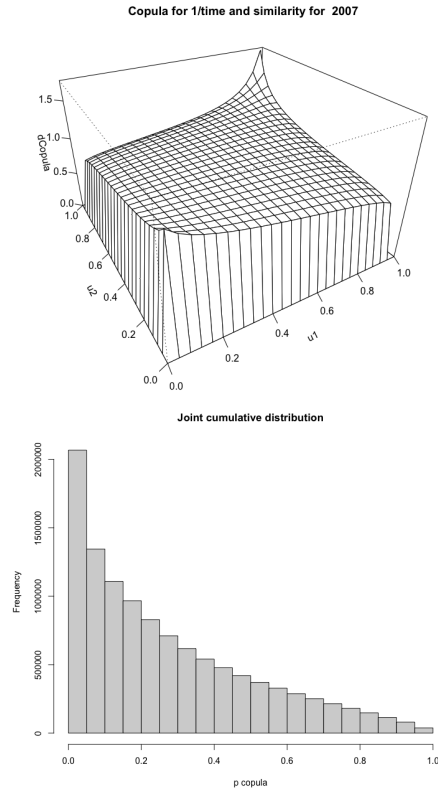 Copula for 1/time and similarity for 2007
1.5
1.0
0.5
0.0
dCopula
1.0
0.8
0.6
0.4
0.2
0.0
u2
0.0
0.2
0.4
0.6
0.8
1.0
u1
Joint cumulative distribution
2000000
1500000
1000000
500000
0
Frequency
0.0 0.2 0.4 0.6 0.8 1.0
p copula